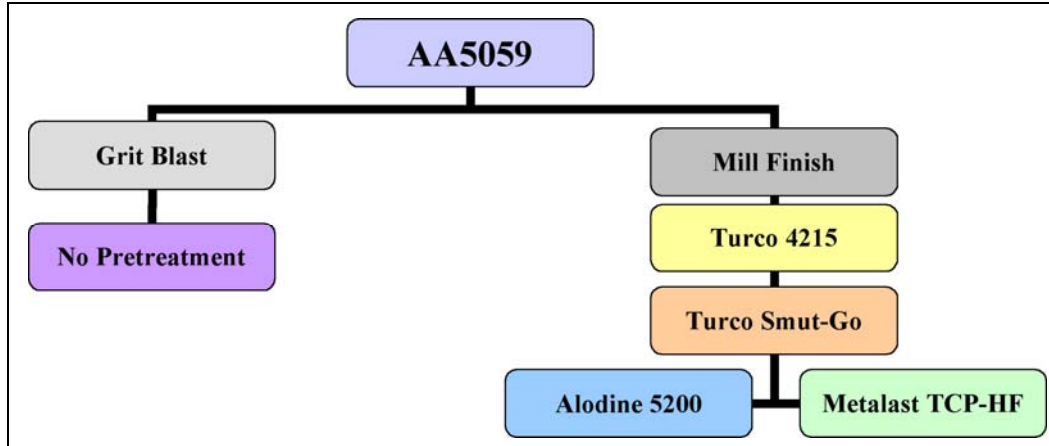 AA5059
Grit Blast
Mill Finish
No Pretreatment
Turco 4215
Turco Smut-Go
Alodine 5200
Metalast TCP-HF